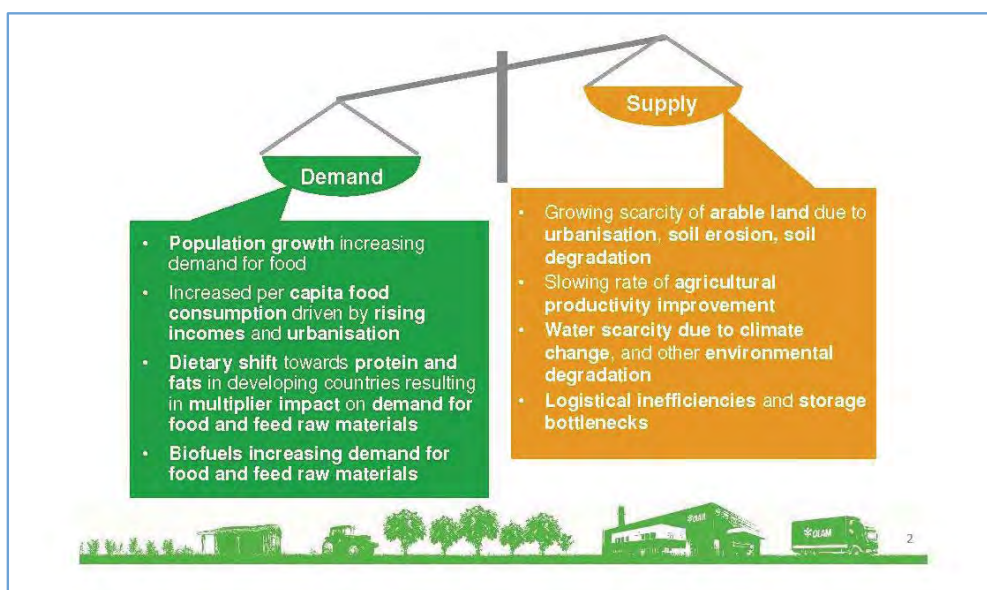 Supply
Demand
• Population growth increasing
demand for food
• Increased per capita food
consumption driven by rising
incomes and urbanisation
• Dietary shift towards protein and
fats in developing countries resulting
in multiplier impact on demand for
food and feed raw materials
• Biofuels increasing demand for
food and feed raw materials
• Growing scarcity of arable land due to
urbanisation, soil erosion, soil
degradation
• Slowing rate of agricultural
productivity improvement
• Water scarcity due to climate
change, and other environmental
degradation
• Logistical inefficiencies and storage
bottlenecks
OLAM
OLAM
2